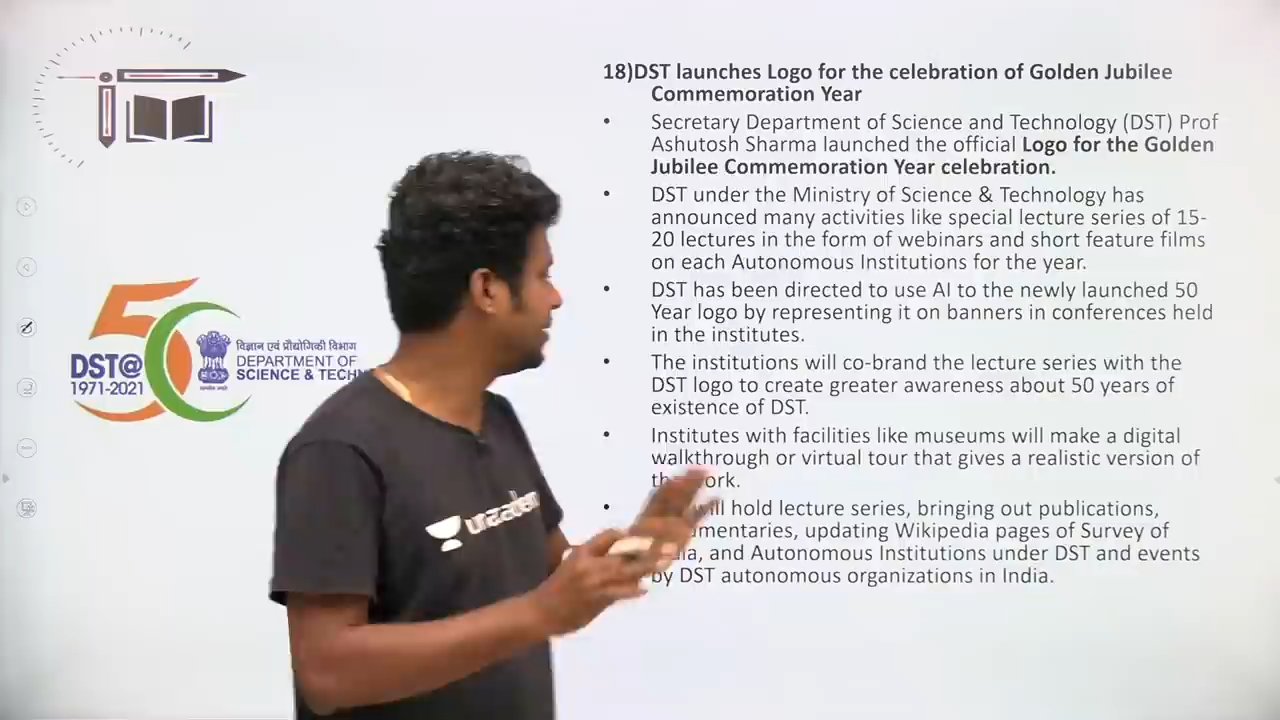 18)DST launches Logo for the celebration of Golden Jubilee
Commemoration Year
• Secretary Department of Science and Technology (DST) Prof
Ashutosh Sharma launched the official Logo for the Golden
Jubilee Commemoration Year celebration.
• DST under the Ministry of Science & Technology has
announced many activities like special lecture series of 15-
20 lectures in the form of webinars and short feature films
on each Autonomous Institutions for the year.
• DST has been directed to use AI to the newly launched 50
Year logo by representing it on banners in conferences held
in the institutes.
• The institutions will co-brand the lecture series with the
DST logo to create greater awareness about 50 years of
existence of DST.
• Institutes with facilities like museums will make a digital
walkthrough or virtual tour that gives a realistic version of
• will hold lecture series, bringing out publications,
updating Wikipedia pages of Survey of
and Autonomous Institutions under DST and events
by DST autonomous organizations in India.
50
DST@
1971-2021
विज्ञान एवं प्रौद्योगिकी विभाग
DEPARTMENT OF
SCIENCE &
unacademy